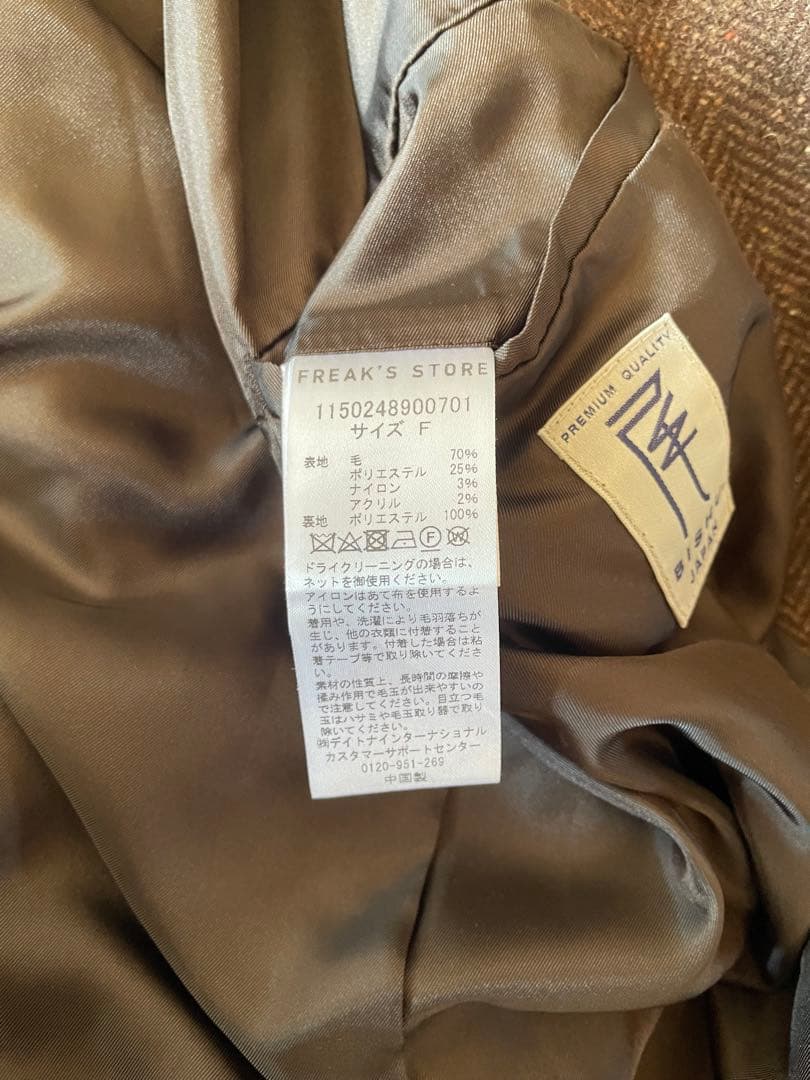 FREAK'S STORE
1150248900701
サイズ F
表地 毛 70%
ポリエステル 25%
ナイロン 3%
アクリル 2%
裏地 ポリエステル 100%
ドライクリーニングの場合は、
ネットを御使用ください。
アイロンはあて布を使用するよ
うにしてください。
着用や、洗濯により毛羽落ちが
生じ、他の衣類に付着すること
があります。付着した場合は粘
着テープ等で取り除いてくださ
い。
素材の性質上、長時間の摩擦や
揉み作用で毛玉が出来やすいの
で注意してください。目立つ毛
玉はハサミや毛玉取り器で取り
除いてください。
㈱デイトナインターナショナル
カスタマーサポートセンター
0120-951-269
中国製
PREMIUM QUALITY
JAPAN